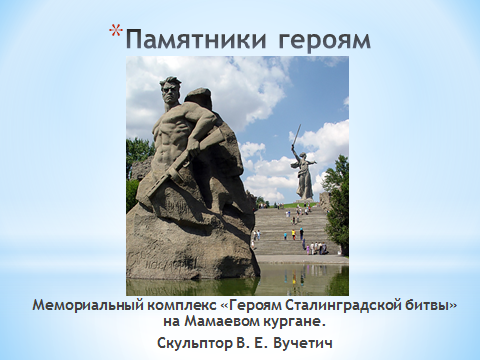 *Памятники героям
Мемориальный комплекс «Героям Сталинградской битвы»
на Мамаевом кургане.
Скульптор В. Е. Вучетич